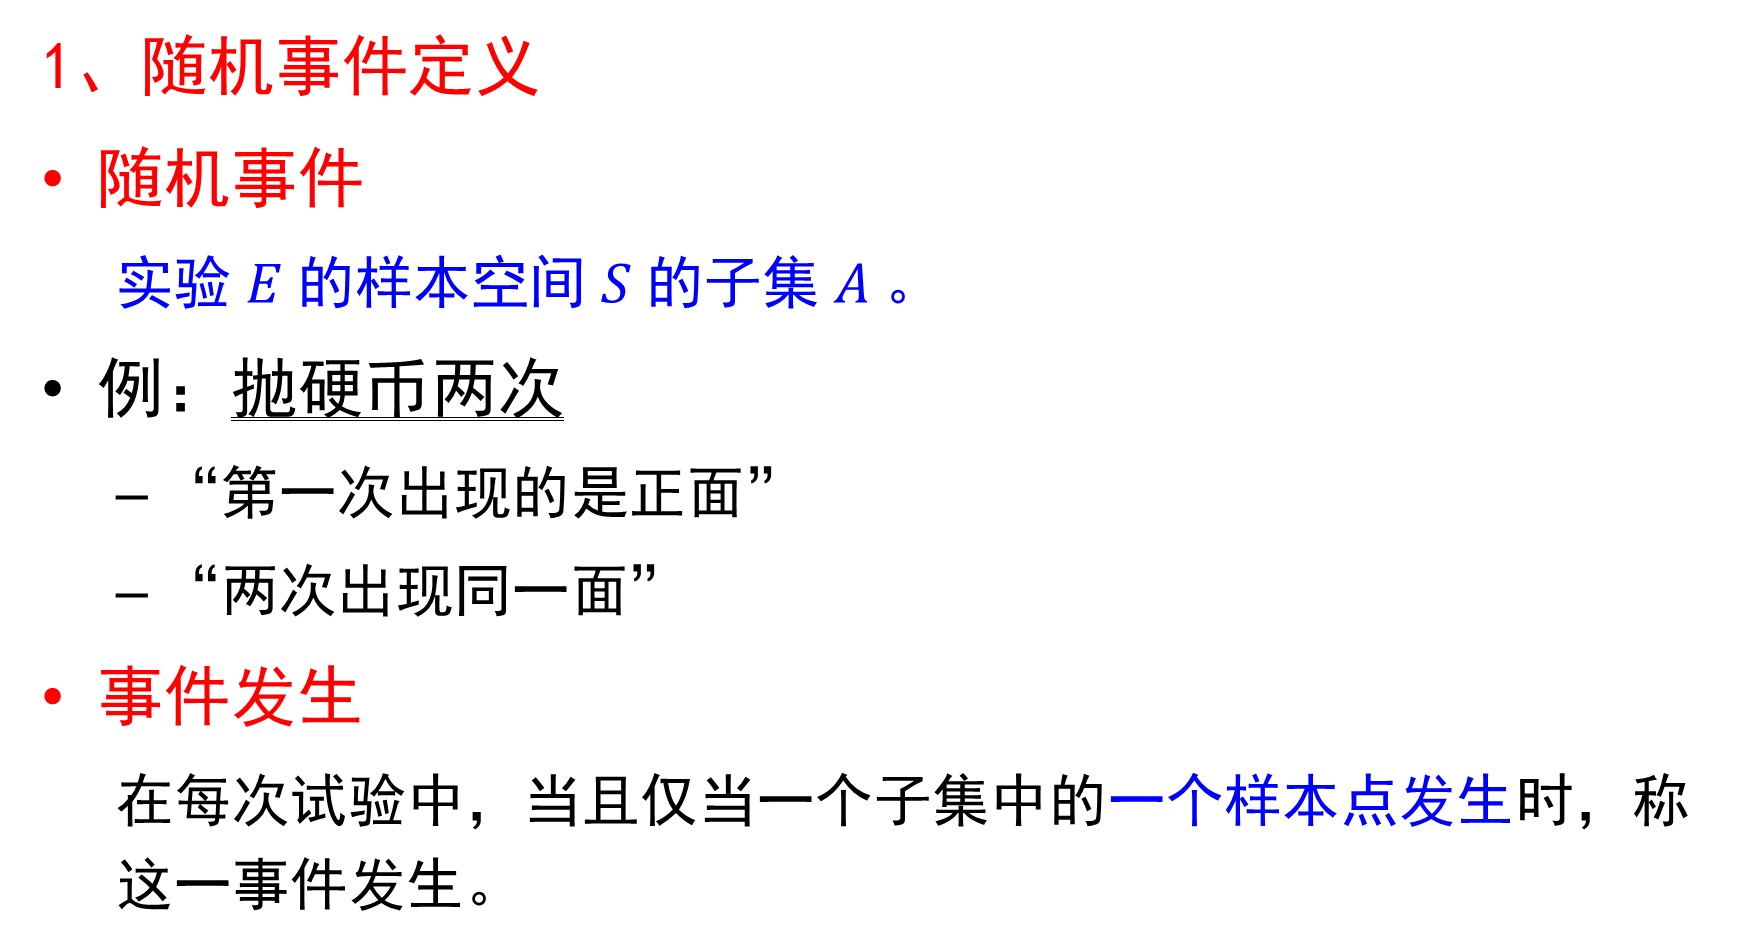 1、随机事件定义
• 随机事件
实验 E 的样本空间 S 的子集 A 。
• 例：抛硬币两次
– “第一次出现的是正面”
– “两次出现同一面”
• 事件发生
在每次试验中，当且仅当一个子集中的一个样本点发生时，称
这一事件发生。